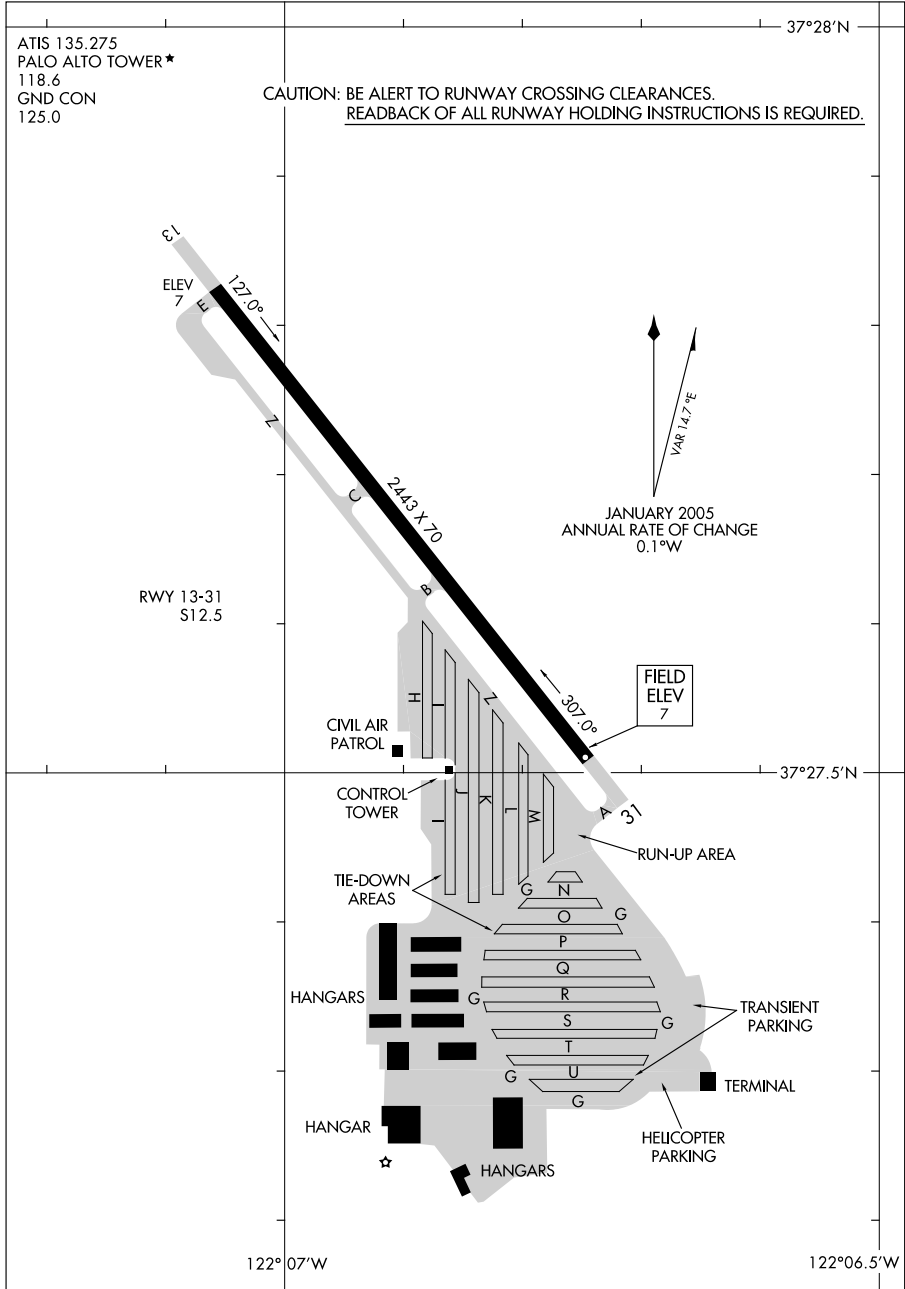 37°28'N
ATIS 135.275
PALO ALTO TOWER★
118.6
GND CON
125.0
CAUTION: BE ALERT TO RUNWAY CROSSING CLEARANCES.
READBACK OF ALL RUNWAY HOLDING INSTRUCTIONS IS REQUIRED.
13
ELEV
7
E
127.0°
VAR 14.7 °E
Z
C
2443 X 70
JANUARY 2005
ANNUAL RATE OF CHANGE
0.1°W
RWY 13-31
S12.5
B
H
I
Z
307.0°
FIELD
ELEV
7
CIVIL AIR
PATROL
37°27.5'N
CONTROL
TOWER
I
J
K
L
M
A
31
RUN-UP AREA
TIE-DOWN
AREAS
G
N
O
G
P
Q
HANGARS
G
R
S
G
TRANSIENT
PARKING
T
G
U
G
TERMINAL
HANGAR
HELICOPTER
PARKING
HANGARS
122°07'W
122°06.5'W